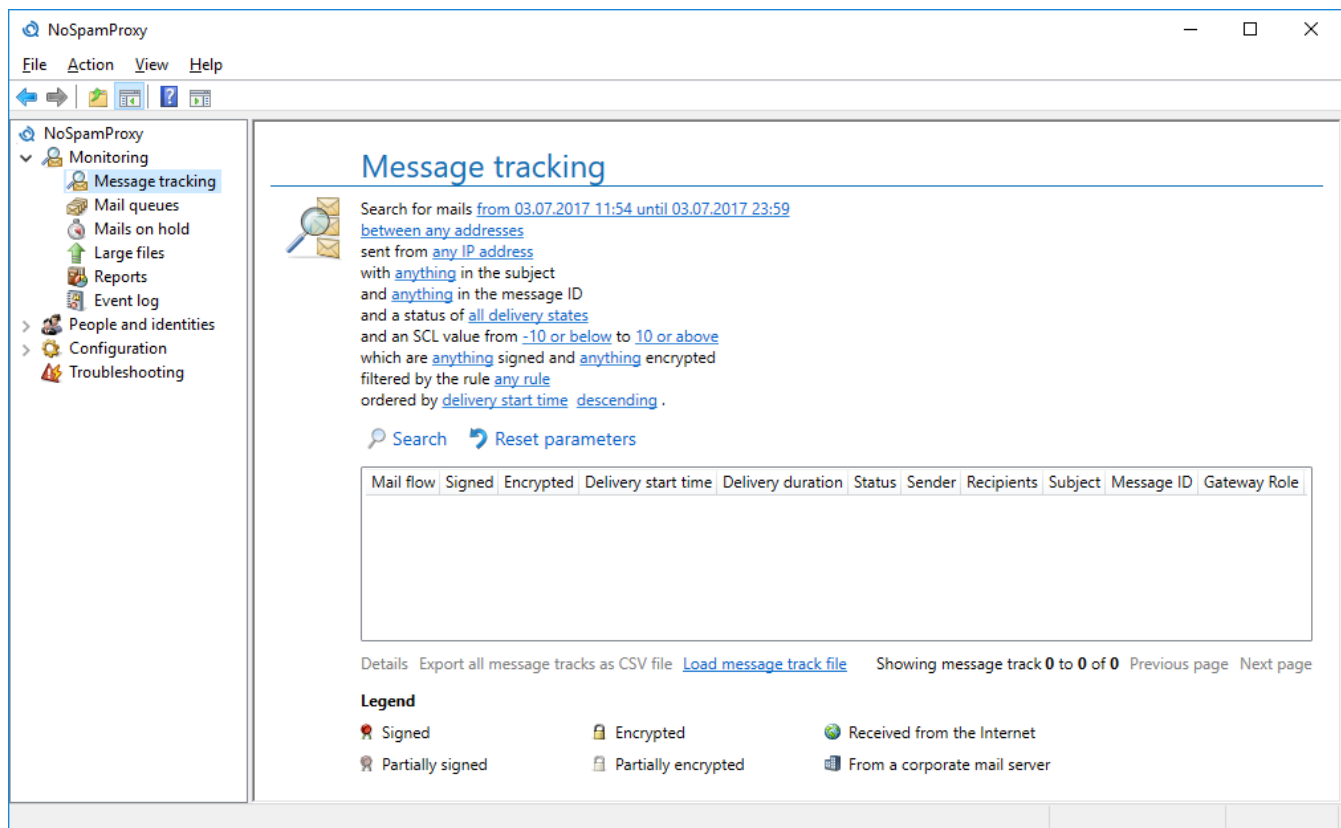 NoSpamProxy
File Action View Help
NoSpamProxy
Monitoring
Message tracking
Mail queues
Mails on hold
Large files
Reports
Event log
People and identities
Configuration
Troubleshooting
Message tracking
Search for mails from 03.07.2017 11:54 until 03.07.2017 23:59
between any addresses
sent from any IP address
with anything in the subject
and anything in the message ID
and a status of all delivery states
and an SCL value from -10 or below to 10 or above
which are anything signed and anything encrypted
filtered by the rule any rule
ordered by delivery start time descending .
Search Reset parameters
Mail flow Signed Encrypted Delivery start time Delivery duration Status Sender Recipients Subject Message ID Gateway Role
Details Export all message tracks as CSV file Load message track file Showing message track 0 to 0 of 0 Previous page Next page
Legend
Signed Encrypted Received from the Internet
Partially signed Partially encrypted From a corporate mail server